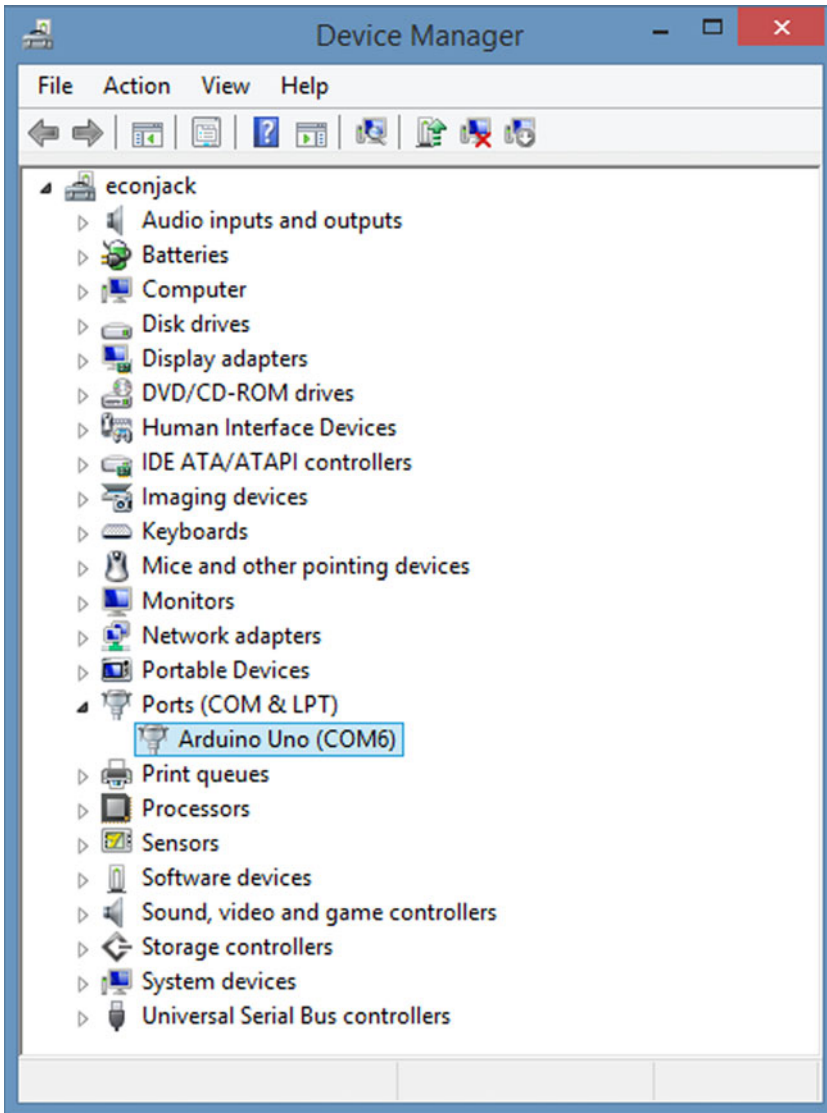 Device Manager
File Action View Help
econjack
Audio inputs and outputs
Batteries
Computer
Disk drives
Display adapters
DVD/CD-ROM drives
Human Interface Devices
IDE ATA/ATAPI controllers
Imaging devices
Keyboards
Mice and other pointing devices
Monitors
Network adapters
Portable Devices
Ports (COM & LPT)
Arduino Uno (COM6)
Print queues
Processors
Sensors
Software devices
Sound, video and game controllers
Storage controllers
System devices
Universal Serial Bus controllers